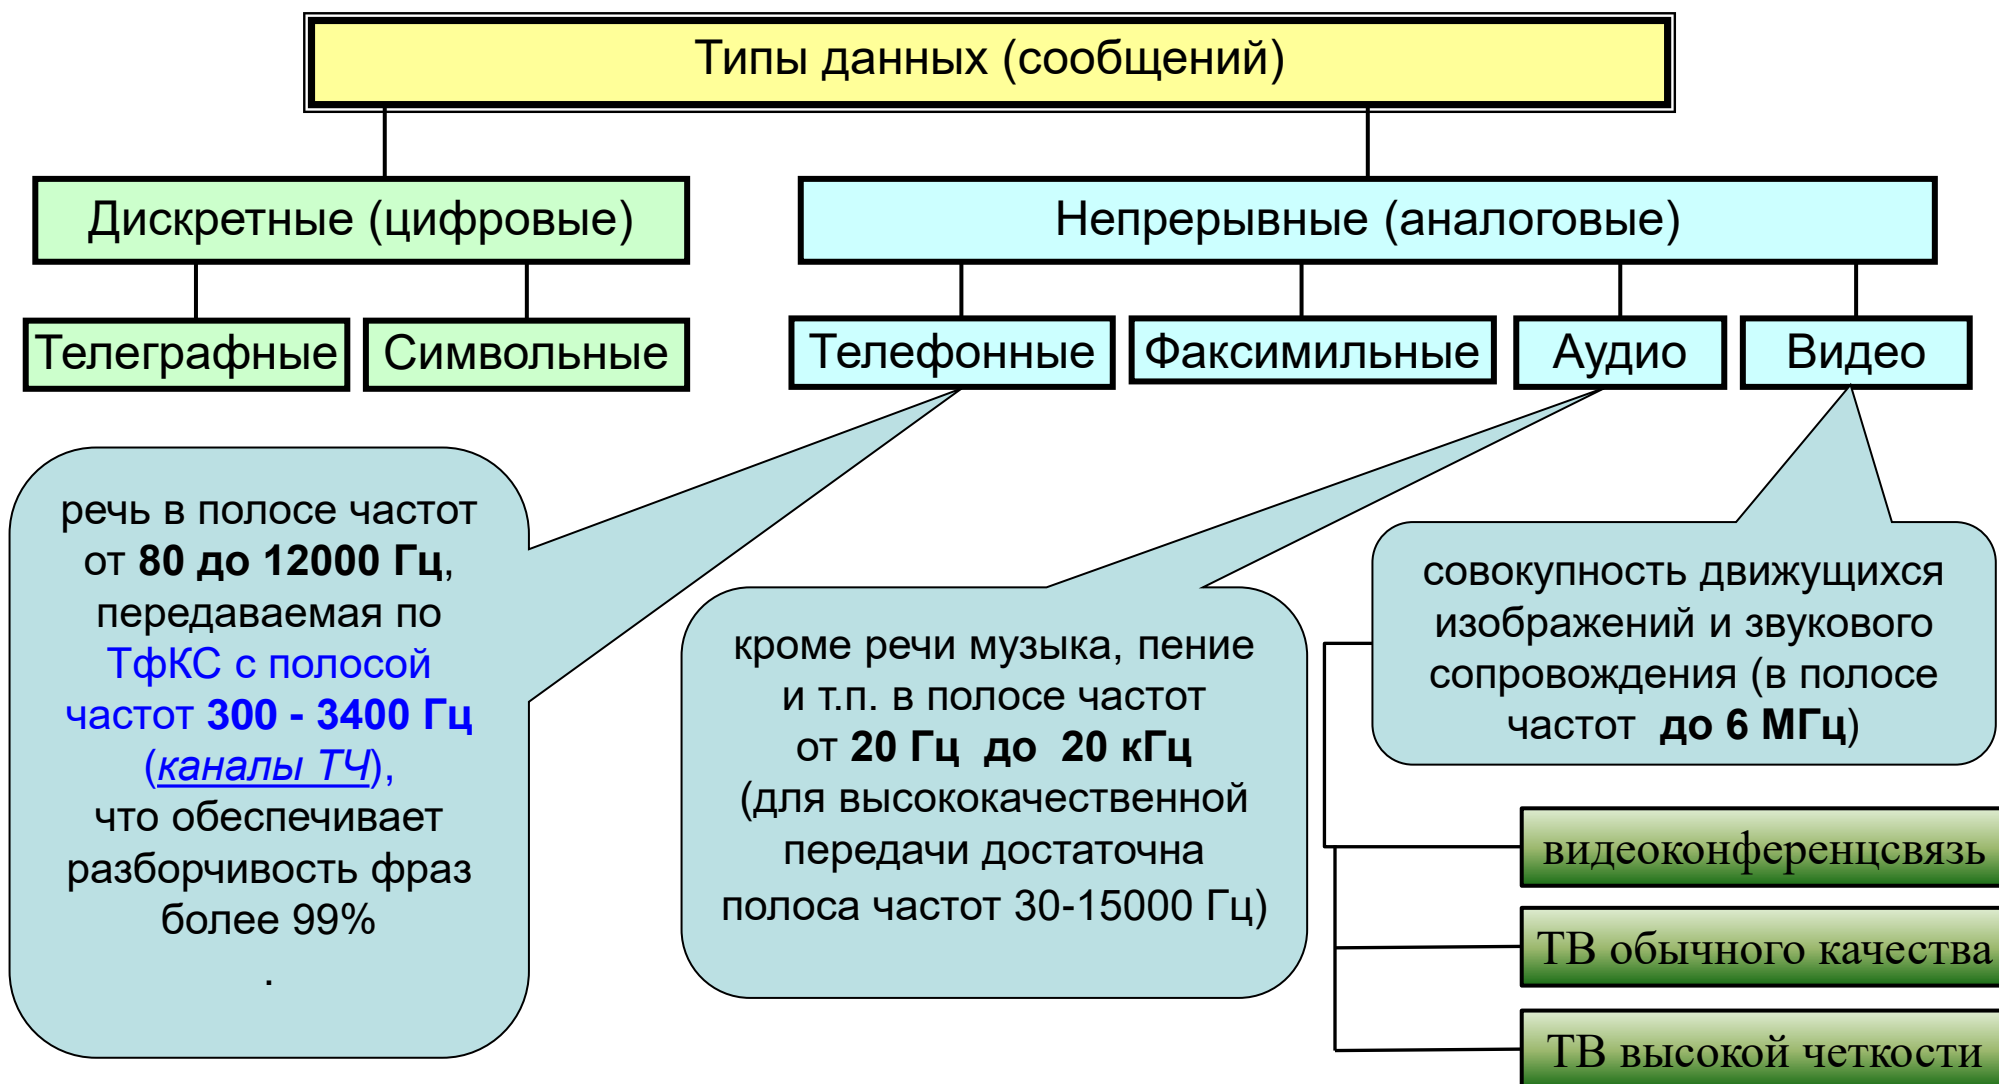 Типы данных (сообщений)
Дискретные (цифровые)
Непрерывные (аналоговые)
Телеграфные
Символьные
Телефонные
Факсимильные
Аудио
Видео
речь в полосе частот
от 80 до 12000 Гц,
передаваемая по
ТфКС с полосой
частот 300 - 3400 Гц
(каналы ТЧ),
что обеспечивает
разборчивость фраз
более 99%
.
кроме речи музыка, пение
и т.п. в полосе частот
от 20 Гц до 20 кГц
(для высококачественной
передачи достаточна
полоса частот 30-15000 Гц)
совокупность движущихся
изображений и звукового
сопровождения (в полосе
частот до 6 МГц)
видеоконференцсвязь
ТВ обычного качества
ТВ высокой четкости